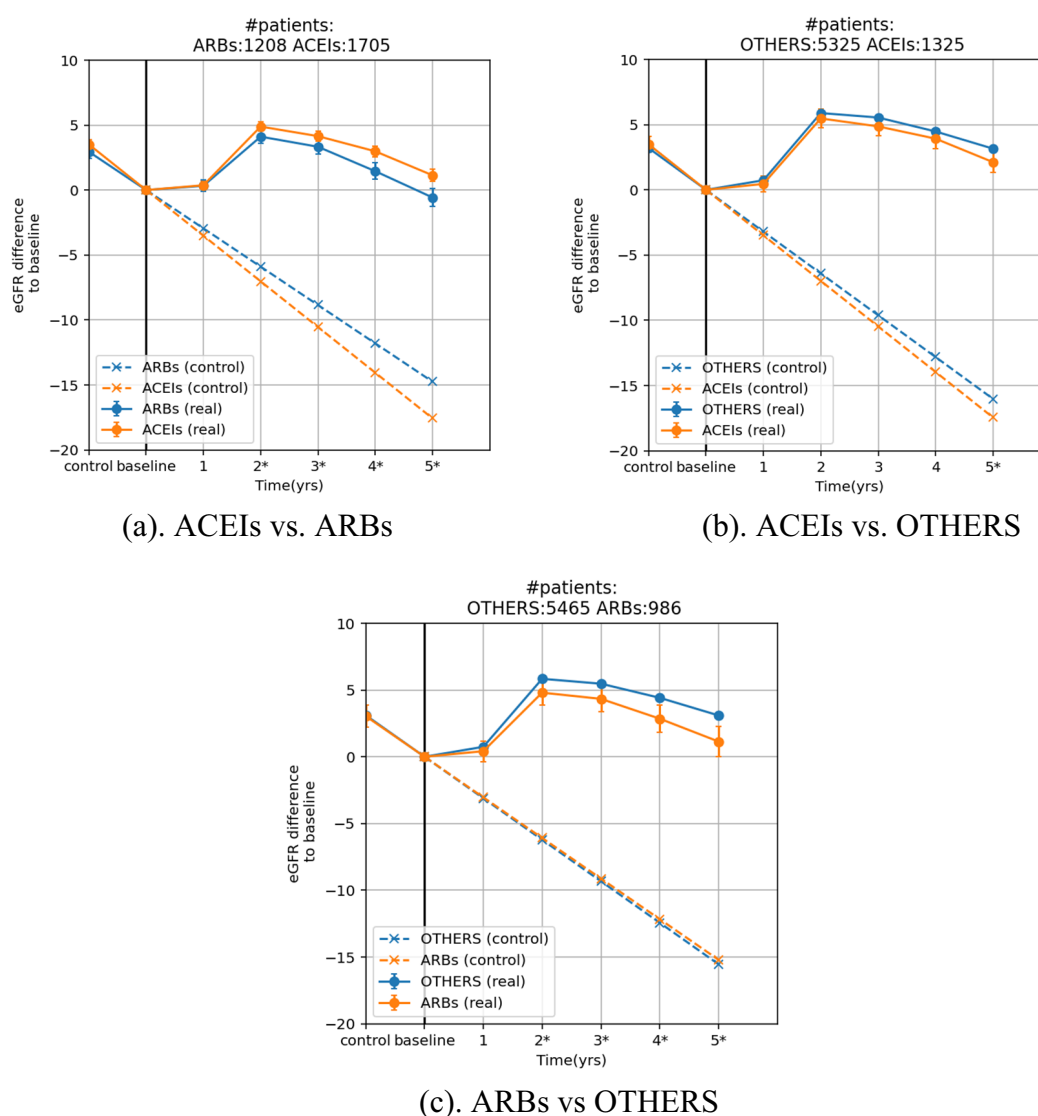 #patients:
ARBs:1208 ACEIs:1705
10
5
0
−5
−10
−15
−20
eGFR difference
to baseline
ARBs (control)
ACEIs (control)
ARBs (real)
ACEIs (real)
control baseline 1 2* 3* 4* 5*
Time(yrs)
(a). ACEIs vs. ARBs
#patients:
OTHERS:5325 ACEIs:1325
10
5
0
−5
−10
−15
−20
eGFR difference
to baseline
OTHERS (control)
ACEIs (control)
OTHERS (real)
ACEIs (real)
control baseline 1 2 3 4 5*
Time(yrs)
(b). ACEIs vs. OTHERS
#patients:
OTHERS:5465 ARBs:986
10
5
0
−5
−10
−15
−20
eGFR difference
to baseline
OTHERS (control)
ARBs (control)
OTHERS (real)
ARBs (real)
control baseline 1 2* 3* 4* 5*
Time(yrs)
(c). ARBs vs OTHERS